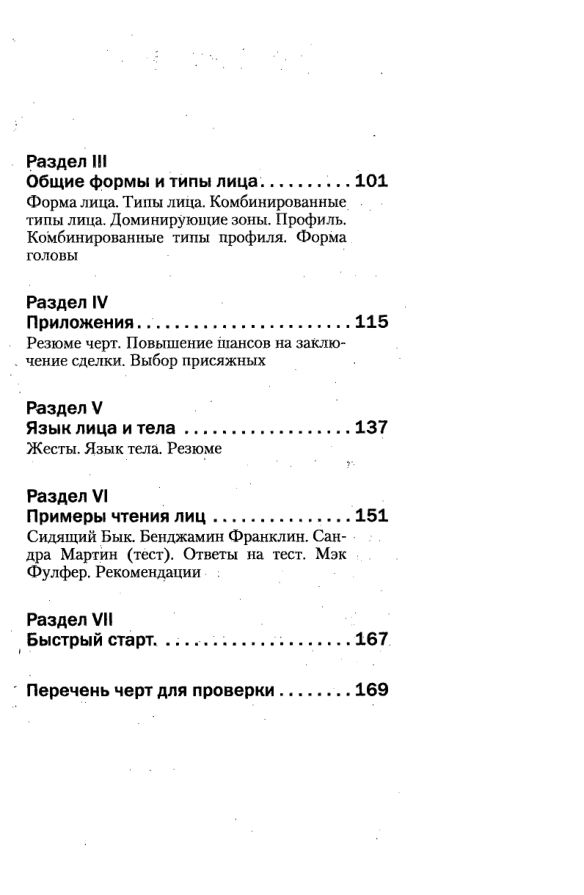 Раздел III
Общие формы и типы лица..........101
Форма лица. Типы лица. Комбинированные
типы лица. Доминирующие зоны. Профиль.
Комбинированные типы профиля. Форма
головы
Раздел IV
Приложения........................115
Резюме черт. Повышение шансов на заклю-
чение сделки. Выбор присяжных
Раздел V
Язык лица и тела ..................137
Жесты. Язык тела. Резюме
Раздел VI
Примеры чтения лиц ...............151
Сидящий Бык. Бенджамин Франклин. Сан-
дра Мартин (тест). Ответы на тест. Мэк
Фулфер. Рекомендации
Раздел VII
Быстрый старт. ....................167
Перечень черт для проверки ........169